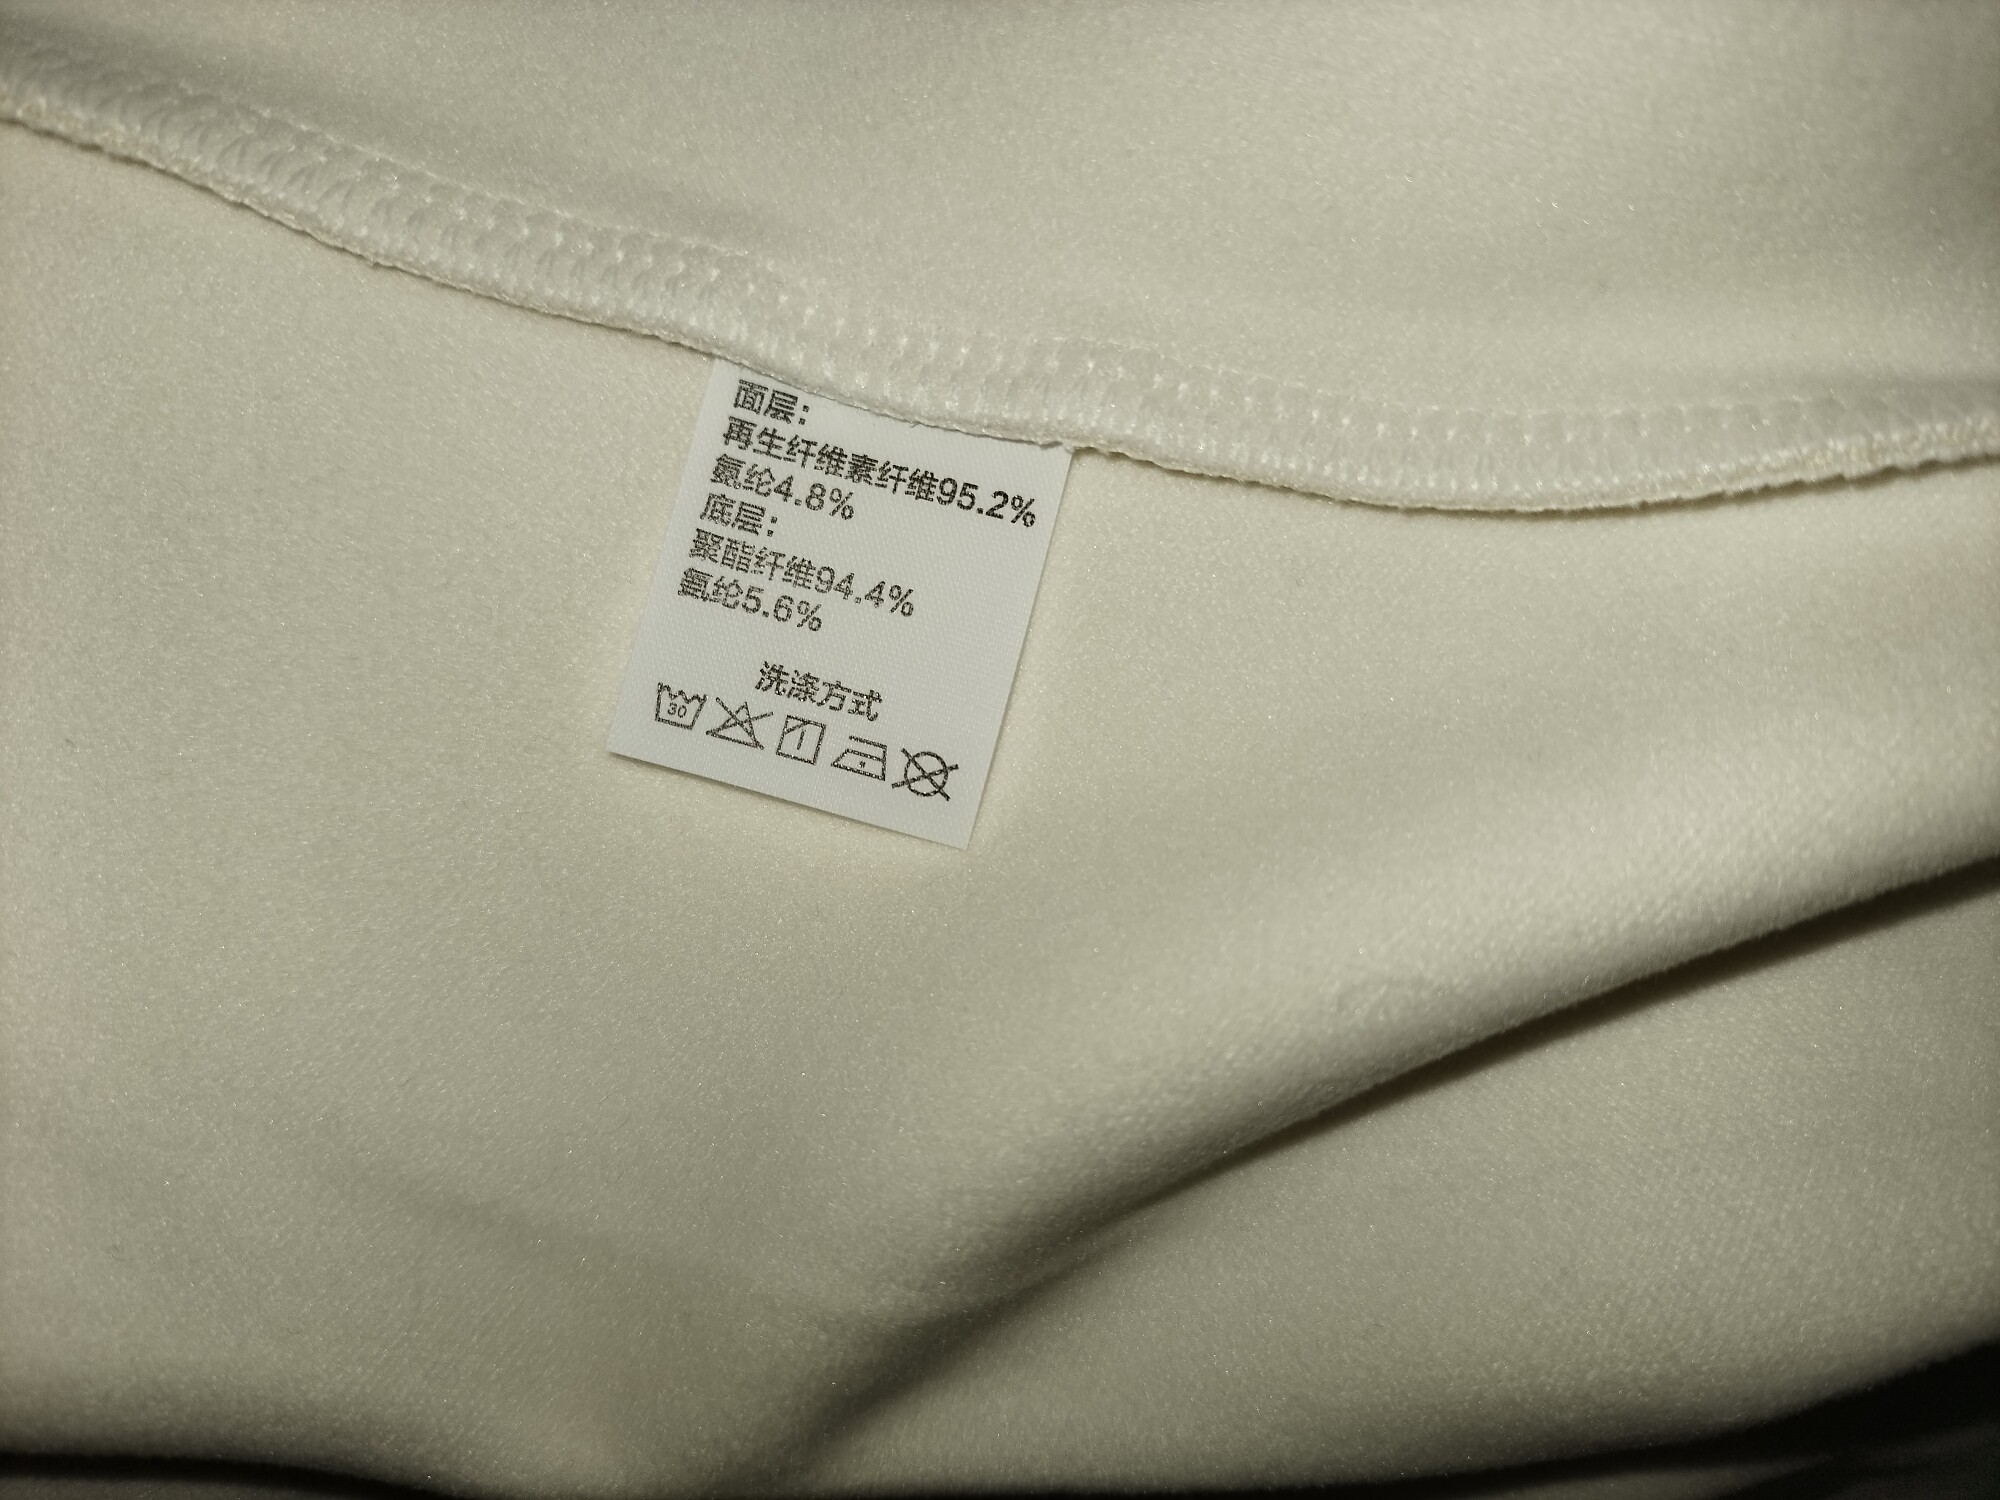 面层：
再生纤维素纤维95.2%
氨纶4.8%
底层：
聚酯纤维94.4%
氨纶5.6%
洗涤方式
30